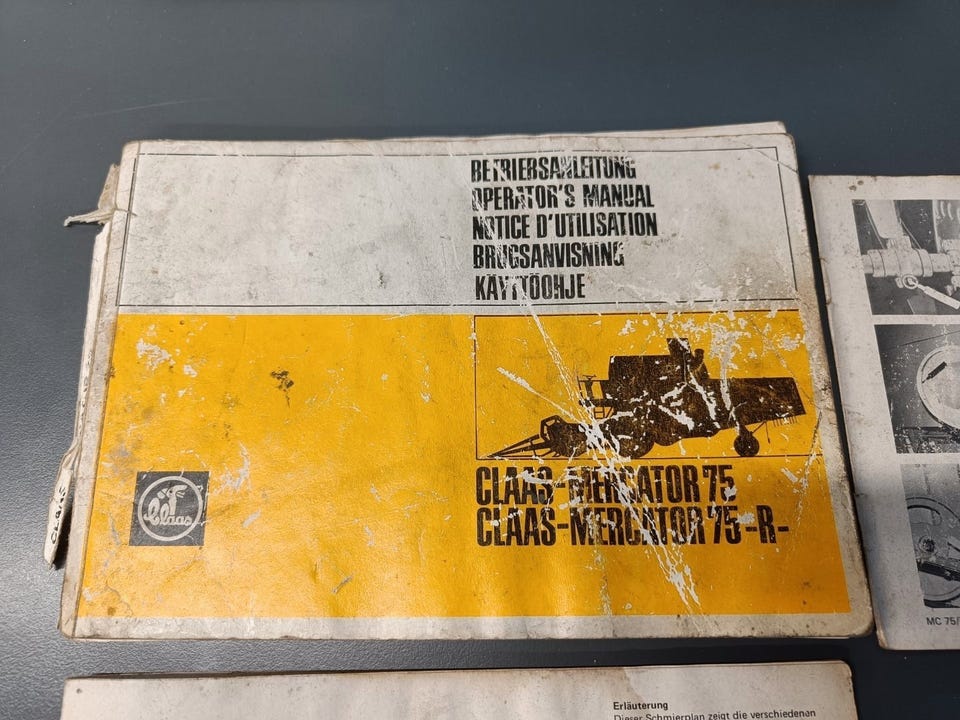 BETRIEBSANLEITUNG
OPERATOR'S MANUAL
NOTICE D'UTILISATION
BRUGSANVISNING
KÄYTTÖOHJE
CLAAS-MERCATOR 75
CLAAS-MERCATOR 75-R-
Claas
CLAAS
MC 75/
Erläuterung
Dieser Schmierplan zeigt die verschiedenen